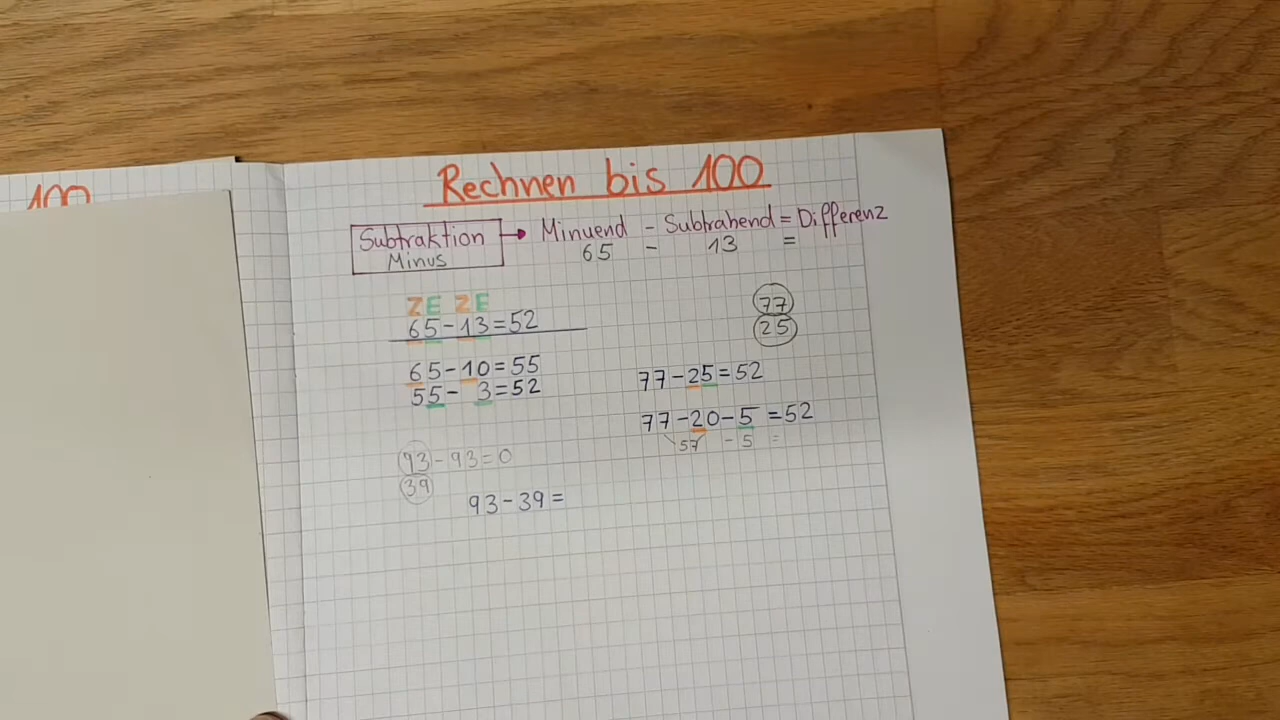 100
Rechnen bis 100
Subtraktion → Minuend - Subtrahend = Differenz
Minus 65 - 13 =
ZE ZE
65-13=52
65-10=55
55- 3=52
93-93=0
39
93-39=
77
25
77-25=52
77-20-5=52
57 - 5 =